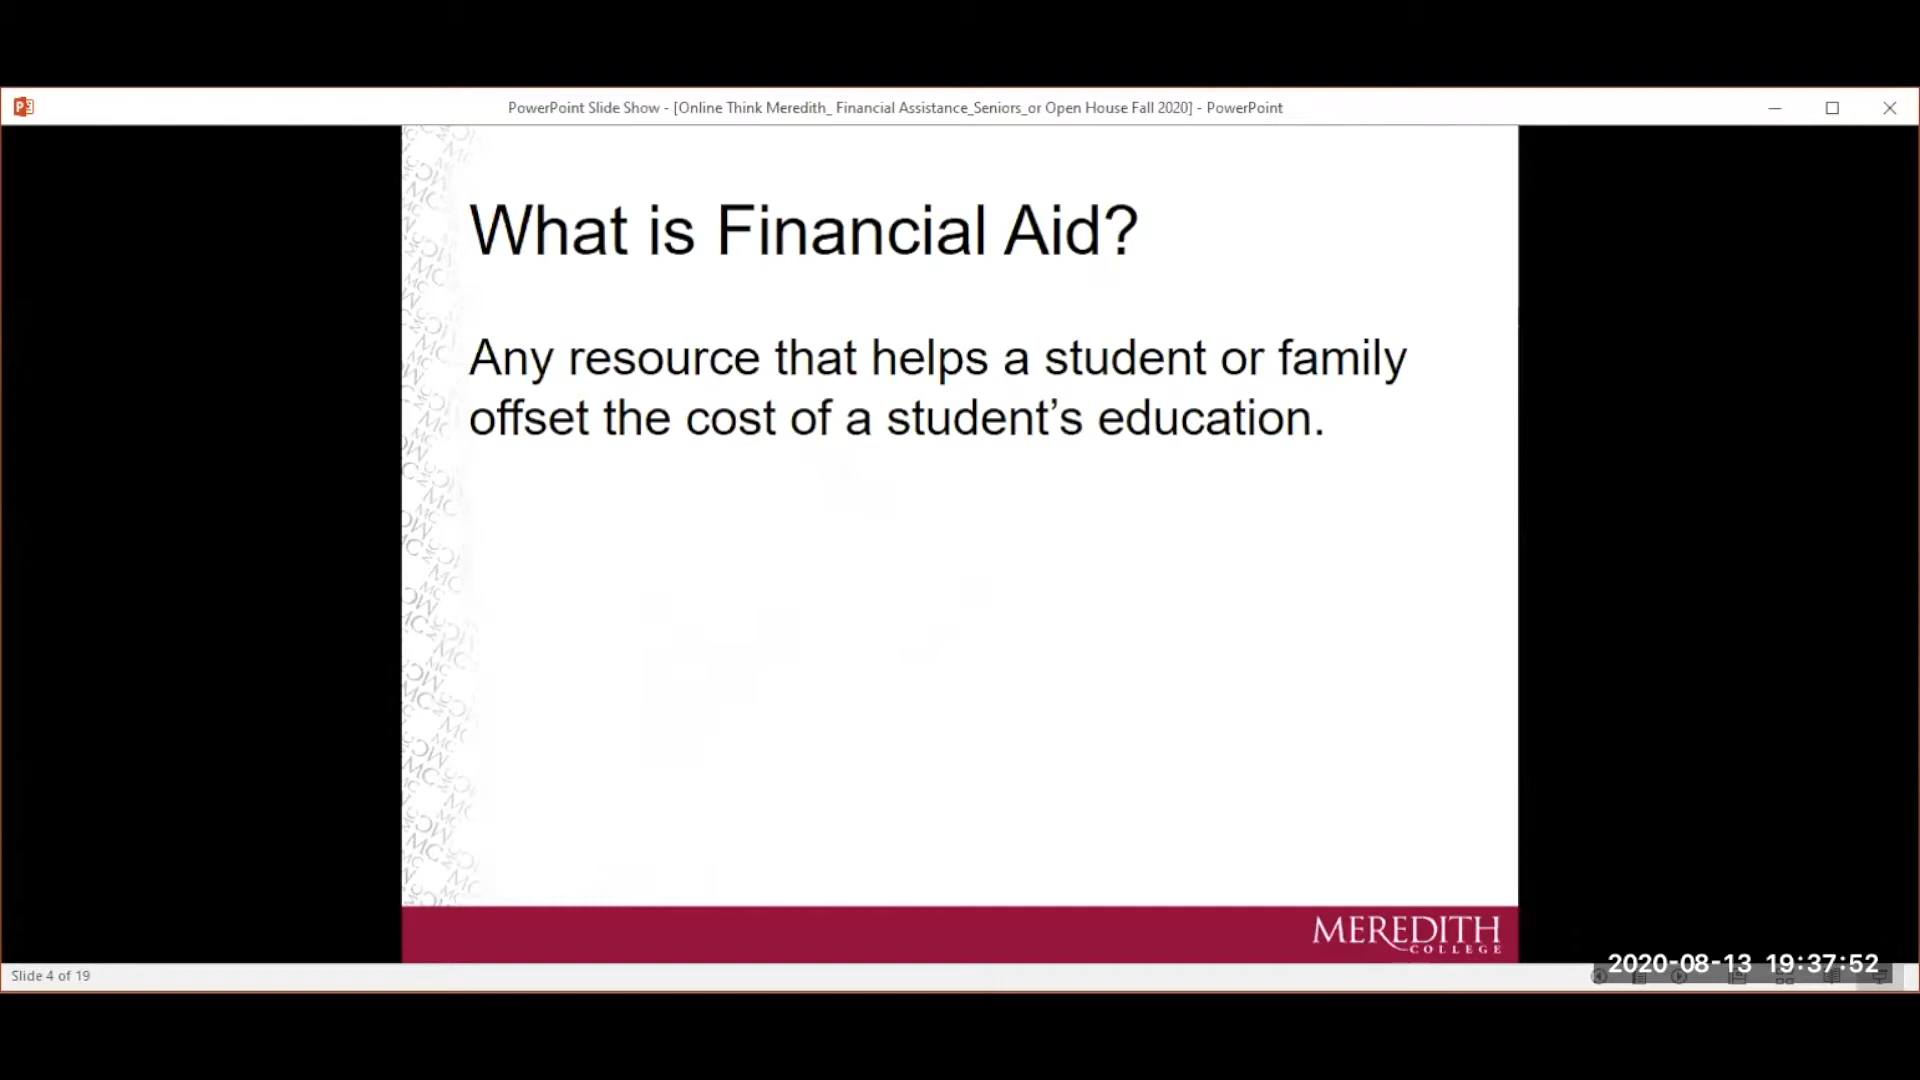 PowerPoint Slide Show - [Online Think Meredith_ Financial Assistance_Seniors_or Open House Fall 2020] - PowerPoint
What is Financial Aid?
Any resource that helps a student or family
offset the cost of a student’s education.
MEREDITH
COLLEGE
2020-08-13 19:37:52
Slide 4 of 19